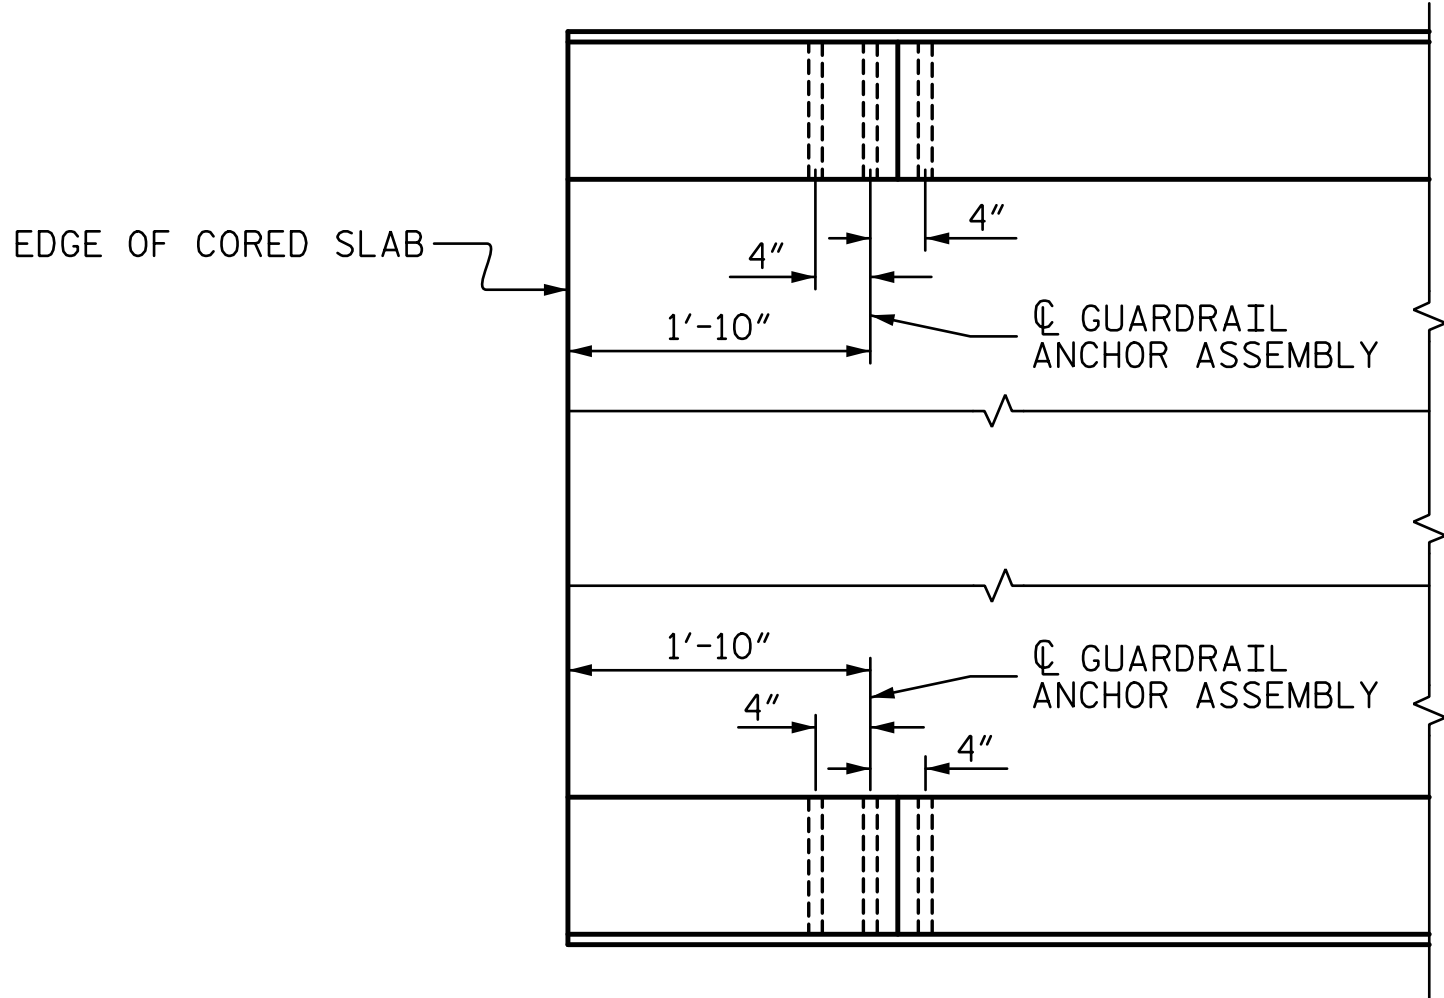 4"
EDGE OF CORED SLAB
4"
℄ GUARDRAIL
ANCHOR ASSEMBLY
1'-10"
1'-10"
℄ GUARDRAIL
ANCHOR ASSEMBLY
4"
4"